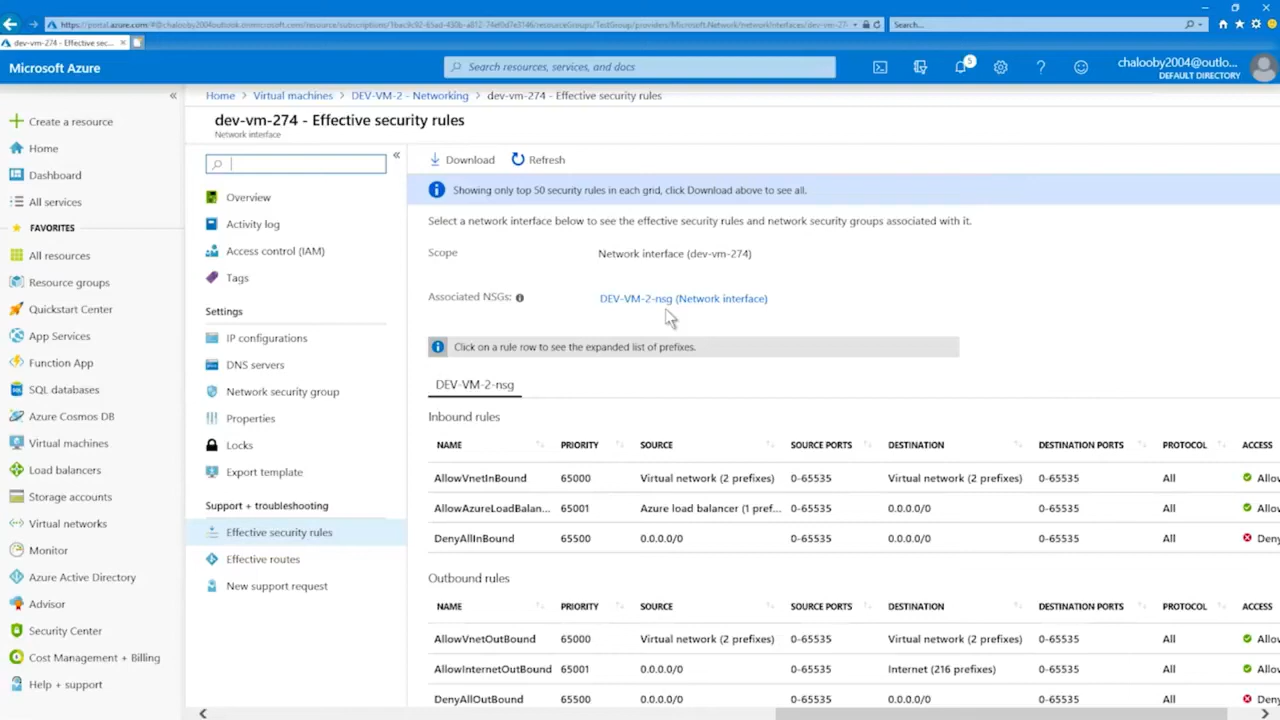 dev-vm-274 - Effective sec...
Search...
Microsoft Azure
Search resources, services, and docs
5
chalooby2004@outlo...
DEFAULT DIRECTORY
Home > Virtual machines > DEV-VM-2 - Networking > dev-vm-274 - Effective security rules
dev-vm-274 - Effective security rules
Network interface
Create a resource
Home
Dashboard
All services
FAVORITES
All resources
Resource groups
Quickstart Center
App Services
Function App
SQL databases
Azure Cosmos DB
Virtual machines
Load balancers
Storage accounts
Virtual networks
Monitor
Azure Active Directory
Advisor
Security Center
Cost Management + Billing
Help + support
Overview
Activity log
Access control (IAM)
Tags
Settings
IP configurations
DNS servers
Network security group
Properties
Locks
Export template
Support + troubleshooting
Effective security rules
Effective routes
New support request
Download Refresh
Showing only top 50 security rules in each grid, click Download above to see all.
Select a network interface below to see the effective security rules and network security groups associated with it.
Scope Network interface (dev-vm-274)
Associated NSGs: DEV-VM-2-nsg (Network interface)
Click on a rule row to see the expanded list of prefixes.
DEV-VM-2-nsg
Inbound rules
NAME PRIORITY SOURCE SOURCE PORTS DESTINATION DESTINATION PORTS PROTOCOL ACCESS
AllowVnetInBound 65000 Virtual network (2 prefixes) 0-65535 Virtual network (2 prefixes) 0-65535 All Allo
AllowAzureLoadBalan... 65001 Azure load balancer (1 pref... 0-65535 0.0.0.0/0 0-65535 All Allo
DenyAllInBound 65500 0.0.0.0/0 0-65535 0.0.0.0/0 0-65535 All Deny
Outbound rules
NAME PRIORITY SOURCE SOURCE PORTS DESTINATION DESTINATION PORTS PROTOCOL ACCESS
AllowVnetOutBound 65000 Virtual network (2 prefixes) 0-65535 Virtual network (2 prefixes) 0-65535 All Allo
AllowInternetOutBound 65001 0.0.0.0/0 0-65535 Internet (216 prefixes) 0-65535 All Allo
DenyAllOutBound 65500 0.0.0.0/0 0-65535 0.0.0.0/0 0-65535 All Deny